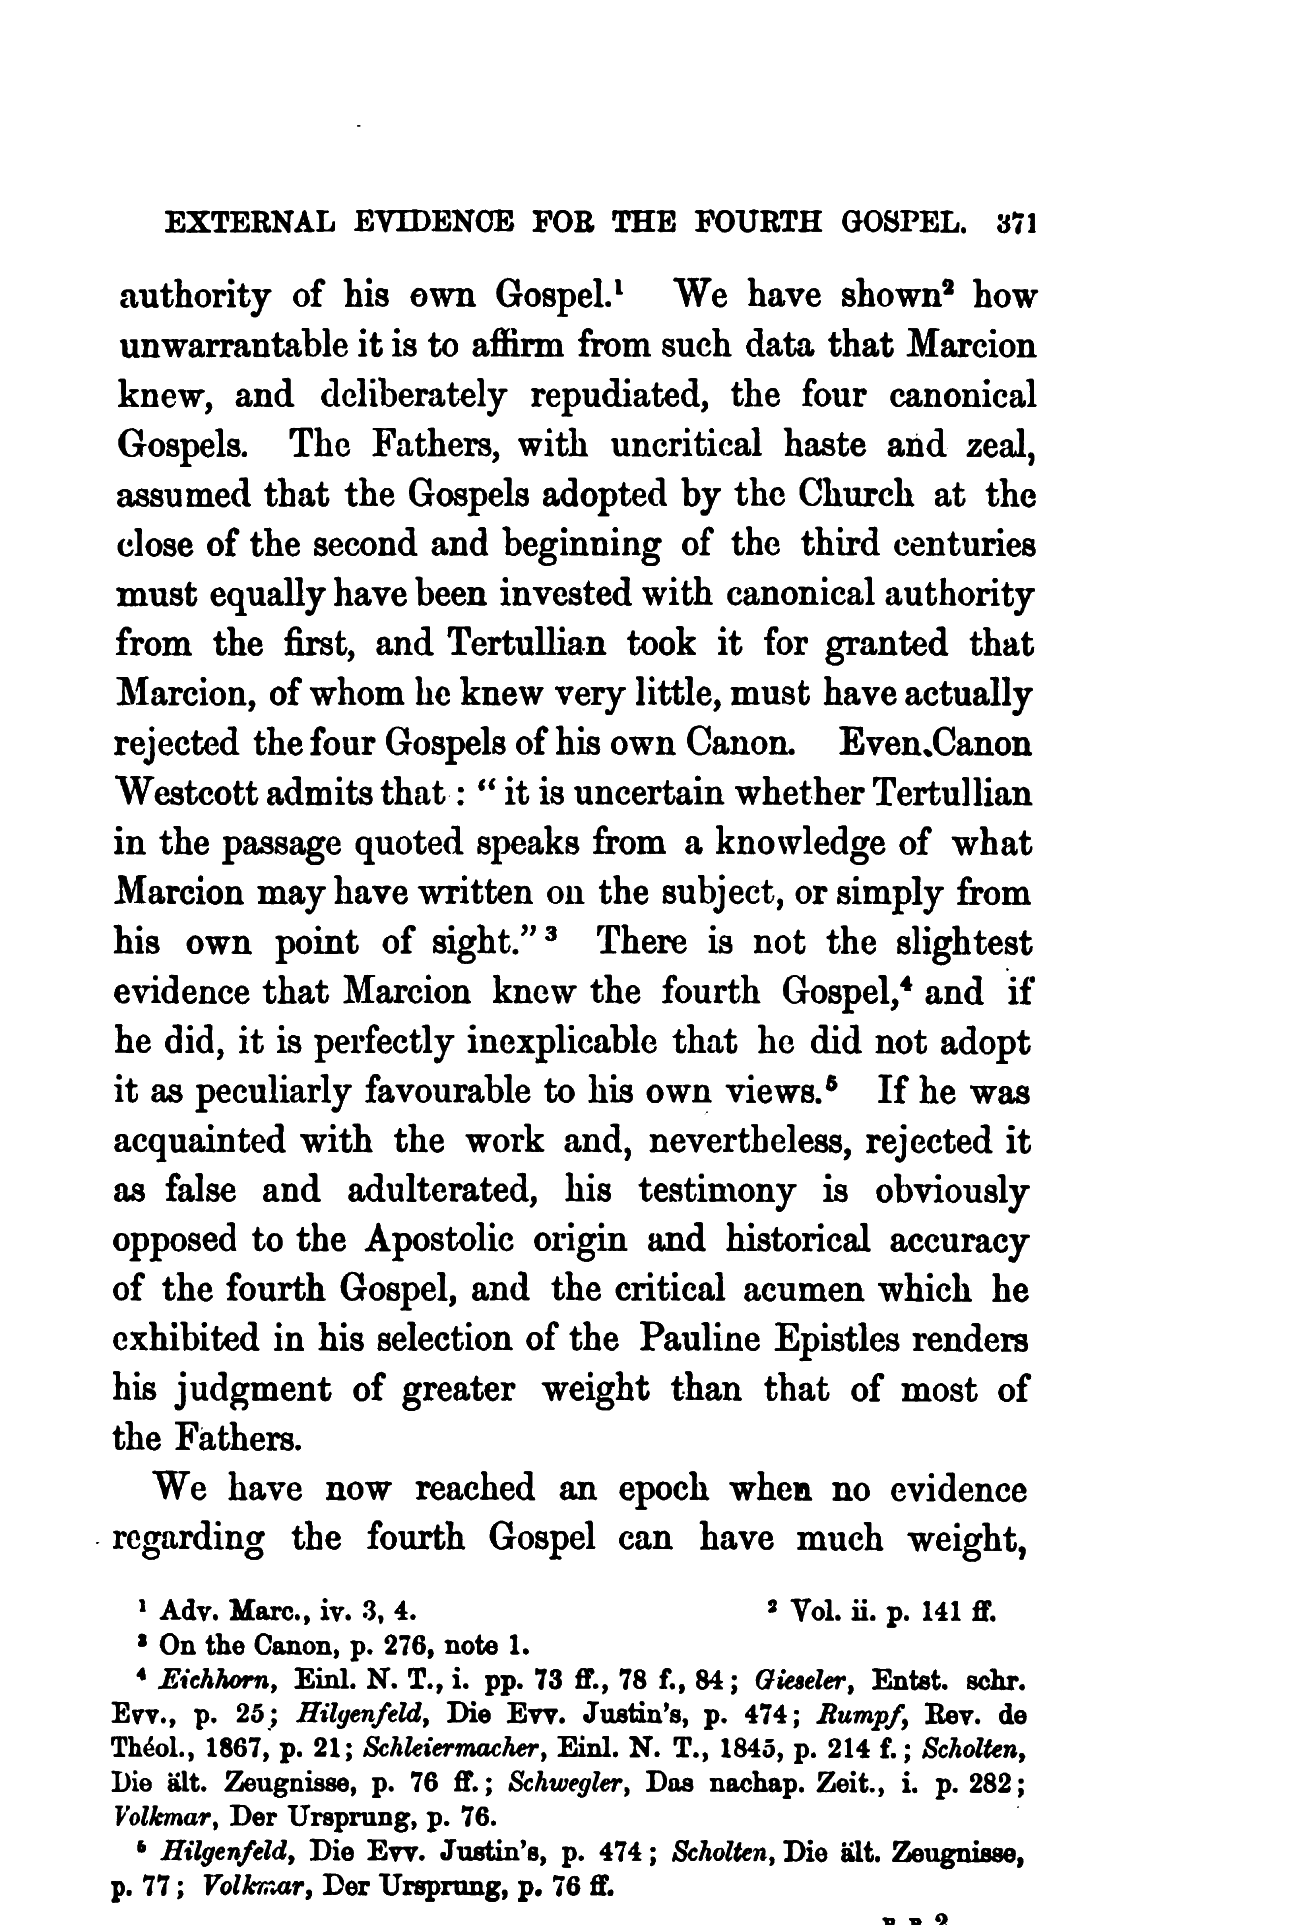 EXTERNAL EVIDENCE FOR THE FOURTH GOSPEL. 371
authority of his own Gospel.¹ We have shown² how
unwarrantable it is to affirm from such data that Marcion
knew, and deliberately repudiated, the four canonical
Gospels. The Fathers, with uncritical haste and zeal,
assumed that the Gospels adopted by the Church at the
close of the second and beginning of the third centuries
must equally have been invested with canonical authority
from the first, and Tertullian took it for granted that
Marcion, of whom he knew very little, must have actually
rejected the four Gospels of his own Canon. Even Canon
Westcott admits that : “ it is uncertain whether Tertullian
in the passage quoted speaks from a knowledge of what
Marcion may have written on the subject, or simply from
his own point of sight.” ³ There is not the slightest
evidence that Marcion knew the fourth Gospel,⁴ and if
he did, it is perfectly inexplicable that he did not adopt
it as peculiarly favourable to his own views.⁵ If he was
acquainted with the work and, nevertheless, rejected it
as false and adulterated, his testimony is obviously
opposed to the Apostolic origin and historical accuracy
of the fourth Gospel, and the critical acumen which he
exhibited in his selection of the Pauline Epistles renders
his judgment of greater weight than that of most of
the Fathers.
We have now reached an epoch when no evidence
regarding the fourth Gospel can have much weight,
¹ Adv. Marc., iv. 3, 4. ² Vol. ii. p. 141 ff.
³ On the Canon, p. 276, note 1.
⁴ Eichhorn, Einl. N. T., i. pp. 73 ff., 78 f., 84 ; Gieseler, Entst. schr.
Evv., p. 25 ; Hilgenfeld, Die Evv. Justin's, p. 474 ; Rumpf, Rev. de
Théol., 1867, p. 21 ; Schleiermacher, Einl. N. T., 1845, p. 214 f. ; Scholten,
Die ält. Zeugnisse, p. 76 ff. ; Schwegler, Das nachap. Zeit., i. p. 282 ;
Volkmar, Der Ursprung, p. 76.
⁵ Hilgenfeld, Die Evv. Justin's, p. 474 ; Scholten, Die ält. Zeugnisse,
p. 77 ; Volkmar, Der Ursprung, p. 76 ff.
B B 2